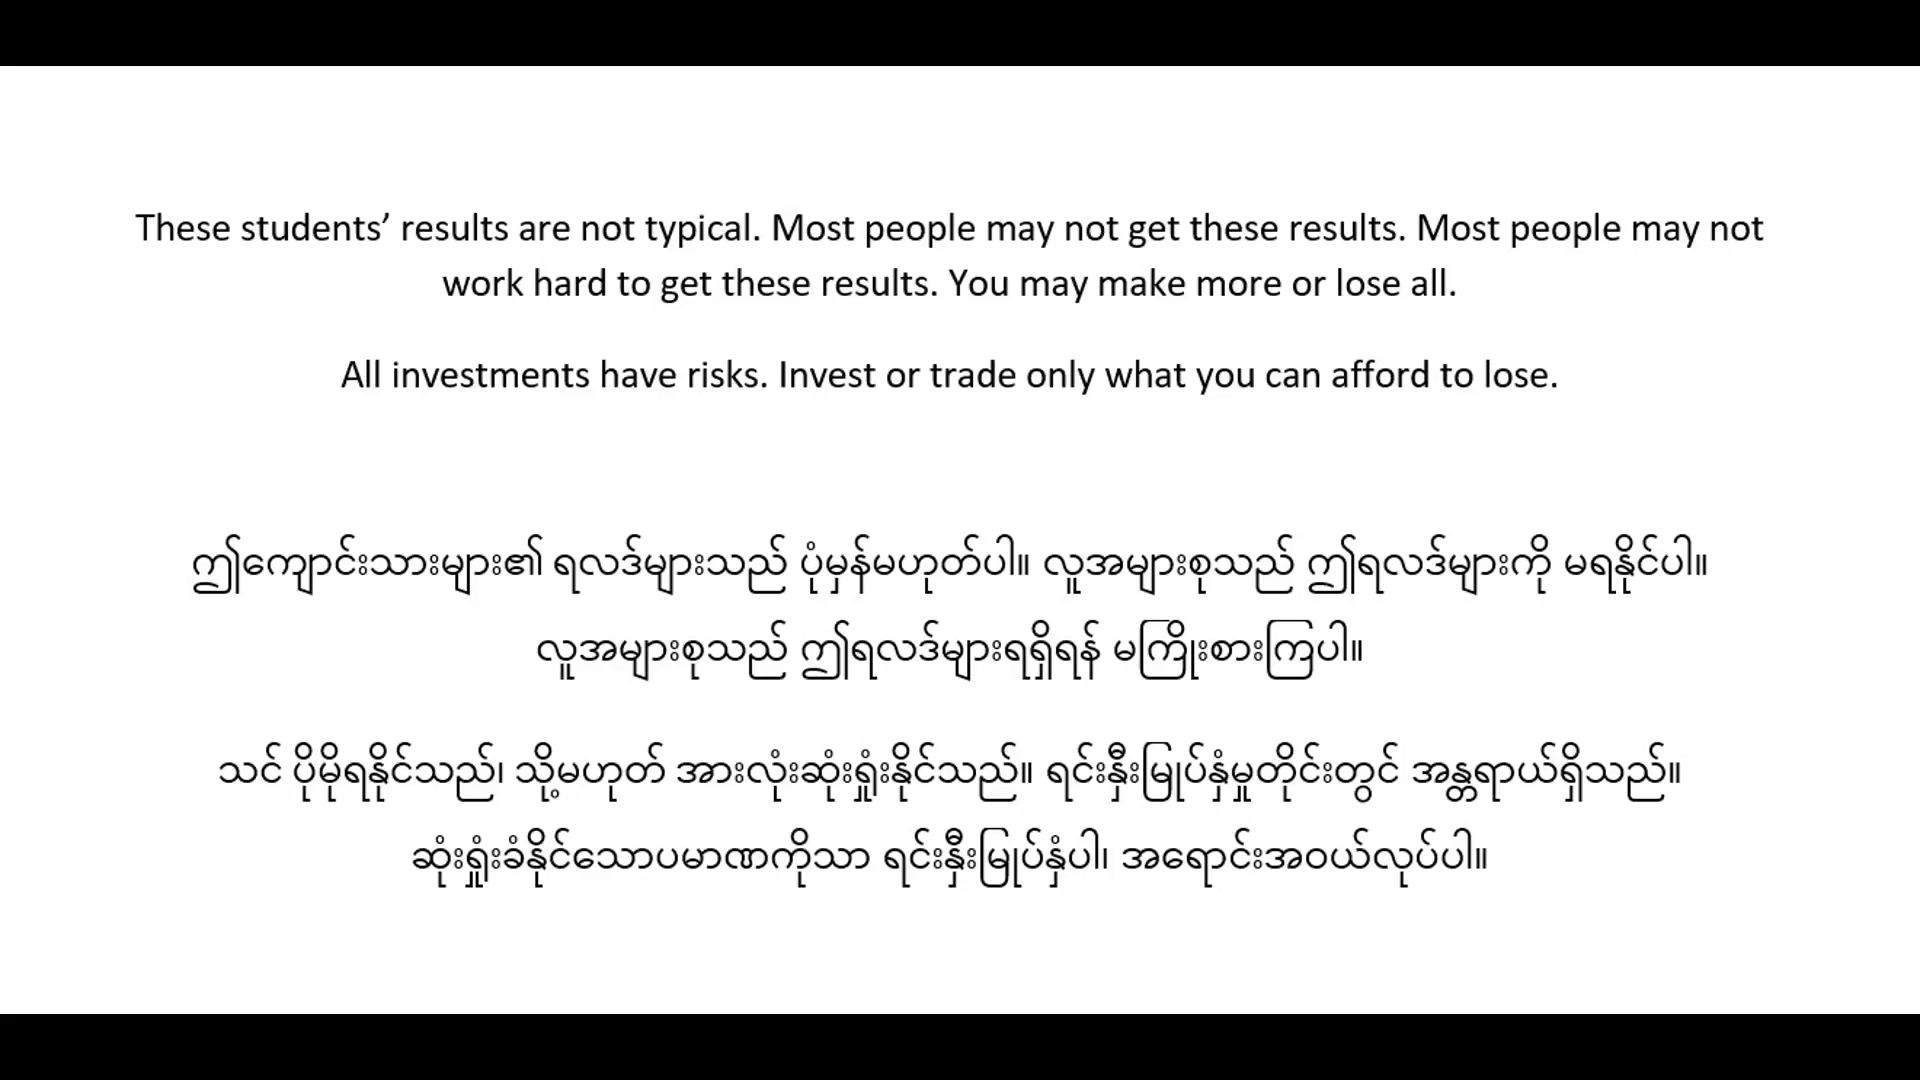 These students’ results are not typical. Most people may not get these results. Most people may not
work hard to get these results. You may make more or lose all.
All investments have risks. Invest or trade only what you can afford to lose.
ဤကျောင်းသားများ၏ ရလဒ်များသည် ပုံမှန်မဟုတ်ပါ။ လူအများစုသည် ဤရလဒ်များကို မရနိုင်ပါ။
လူအများစုသည် ဤရလဒ်များရရှိရန် မကြိုးစားကြပါ။
သင် ပိုမိုရနိုင်သည်၊ သို့မဟုတ် အားလုံးဆုံးရှုံးနိုင်သည်။ ရင်းနှီးမြှုပ်နှံမှုတိုင်းတွင် အန္တရာယ်ရှိသည်။
ဆုံးရှုံးခံနိုင်သောပမာဏကိုသာ ရင်းနှီးမြှုပ်နှံပါ၊ အရောင်းအဝယ်လုပ်ပါ။